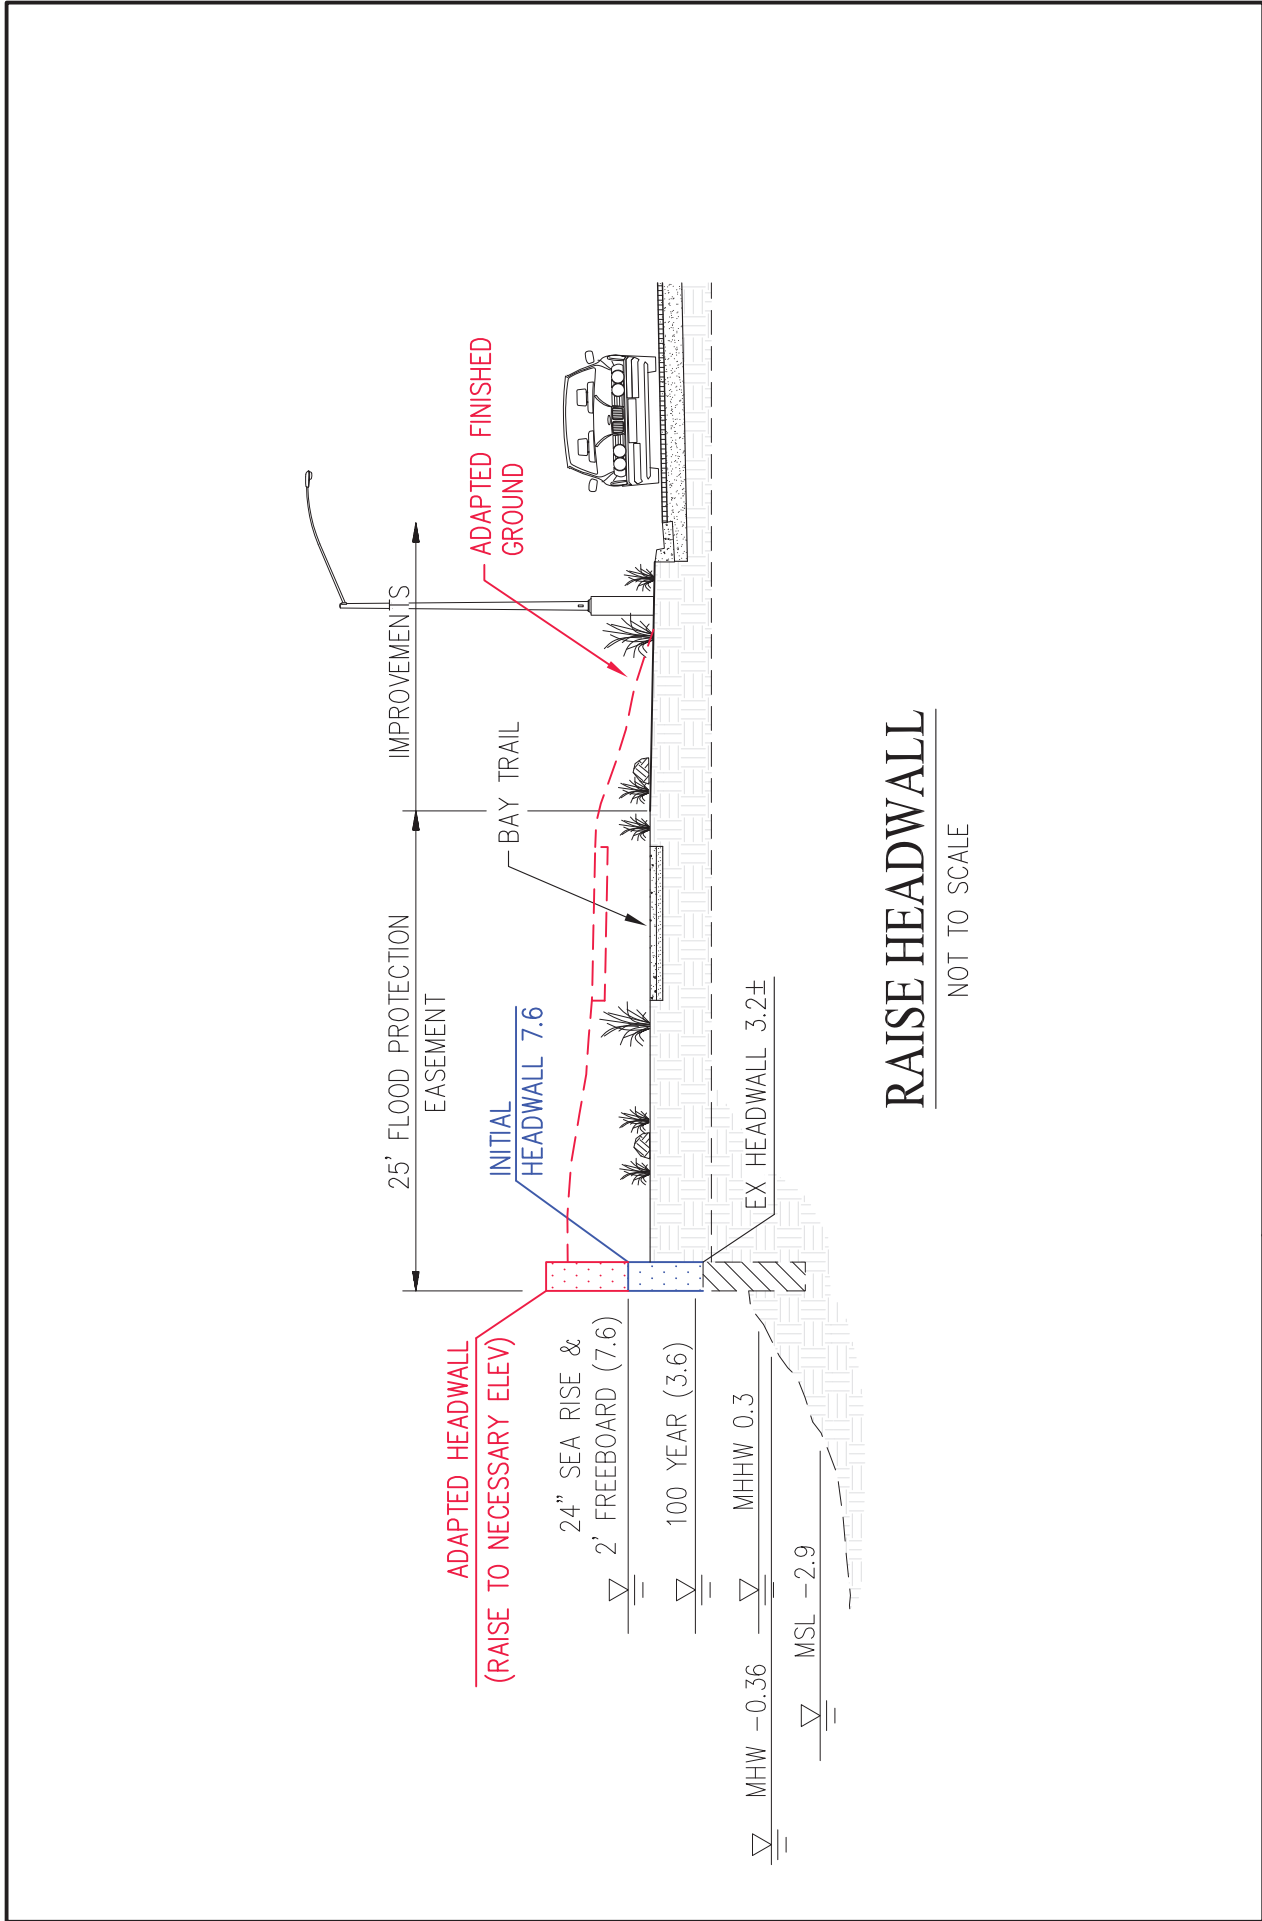 25' FLOOD PROTECTION
EASEMENT
IMPROVEMENTS
ADAPTED HEADWALL
(RAISE TO NECESSARY ELEV)
INITIAL
HEADWALL 7.6
BAY TRAIL
ADAPTED FINISHED
GROUND
24" SEA RISE &
2' FREEBOARD (7.6)
100 YEAR (3.6)
MHHW 0.3
MHW -0.36
MSL -2.9
EX HEADWALL 3.2±
RAISE HEADWALL
NOT TO SCALE